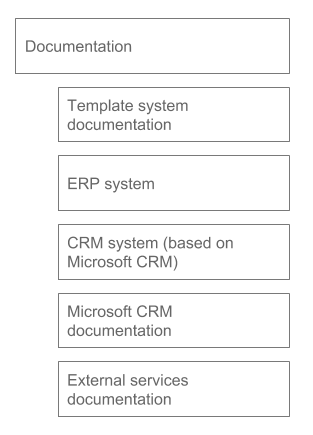 Documentation
Template system
documentation
ERP system
CRM system (based on
Microsoft CRM)
Microsoft CRM
documentation
External services
documentation